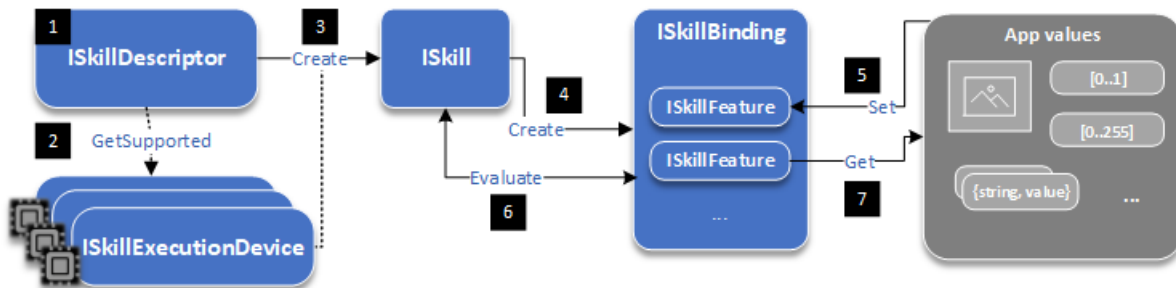 1
ISkillDescriptor
3
Create
ISkill
2
GetSupported
ISkillExecutionDevice
4
Create
Evaluate
6
ISkillBinding
ISkillFeature
ISkillFeature
...
5
Set
Get
7
App values
[0..1]
[0..255]
{string, value}
...